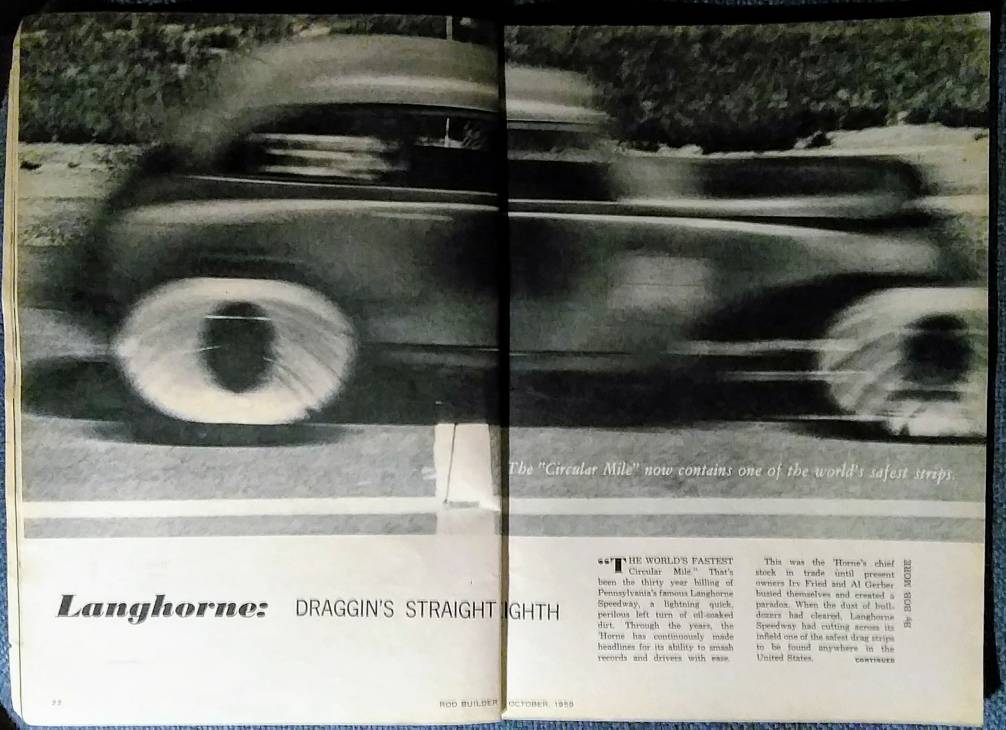 The "Circular Mile" now contains one of the world's safest strips.
Langhorne: DRAGGIN'S STRAIGHT IGHTH
"THE WORLD'S FASTEST
Circular Mile." That's
been the thirty year billing of
Pennsylvania's famous Langhorne
Speedway, a lightning quick,
perilous left turn of oil-soaked
dirt. Through the years, the
'Horne has continuously made
headlines for its ability to smash
records and drivers with ease.
This was the 'Horne's chief
stock in trade until present
owners Irv Fried and Al Gerber
busied themselves and created a
paradox. When the dust of bull-
dozers had cleared, Langhorne
Speedway had cutting across its
infield one of the safest drag strips
to be found anywhere in the
United States. CONTINUED
By BOB MORE
22
ROD BUILDER OCTOBER, 1958